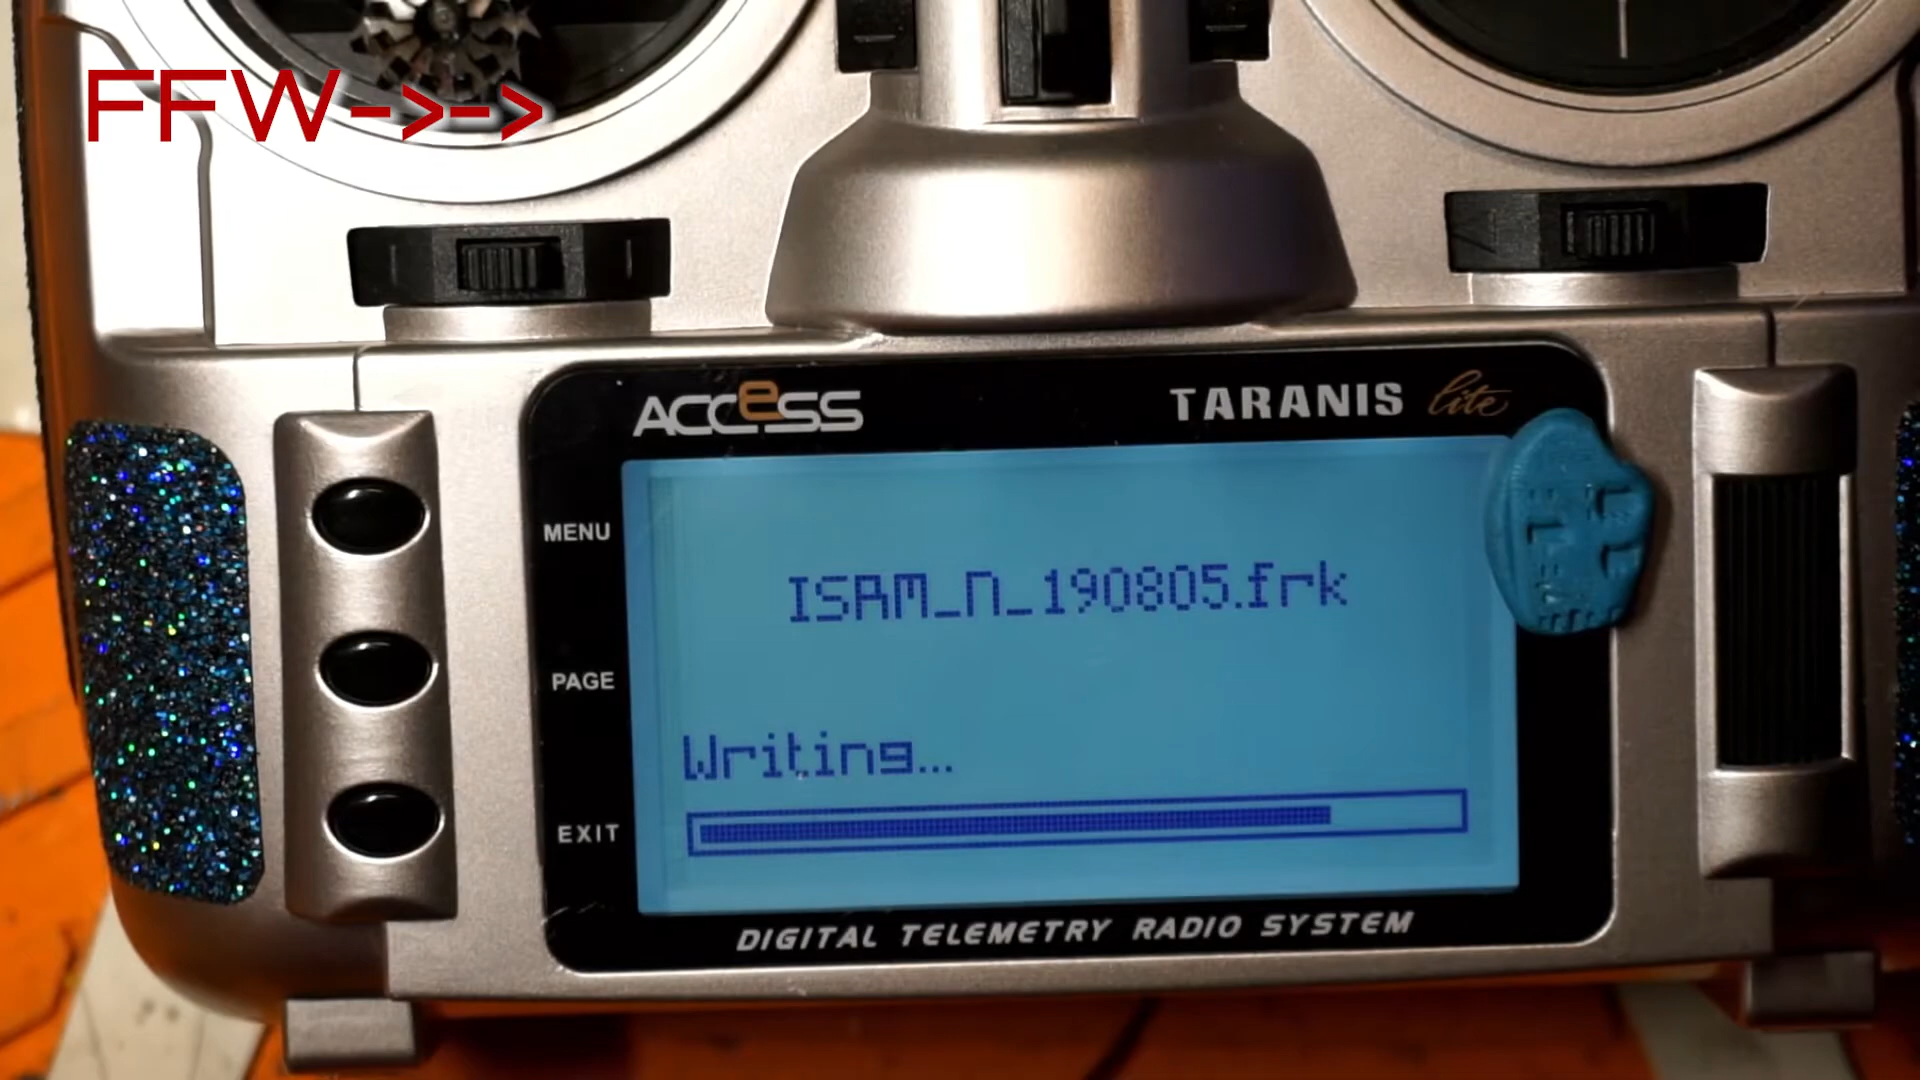 FFW->->
ACCeSS
TARANIS lite
MENU
ISRM_N_190805.frk
PAGE
Writing...
EXIT
DIGITAL TELEMETRY RADIO SYSTEM